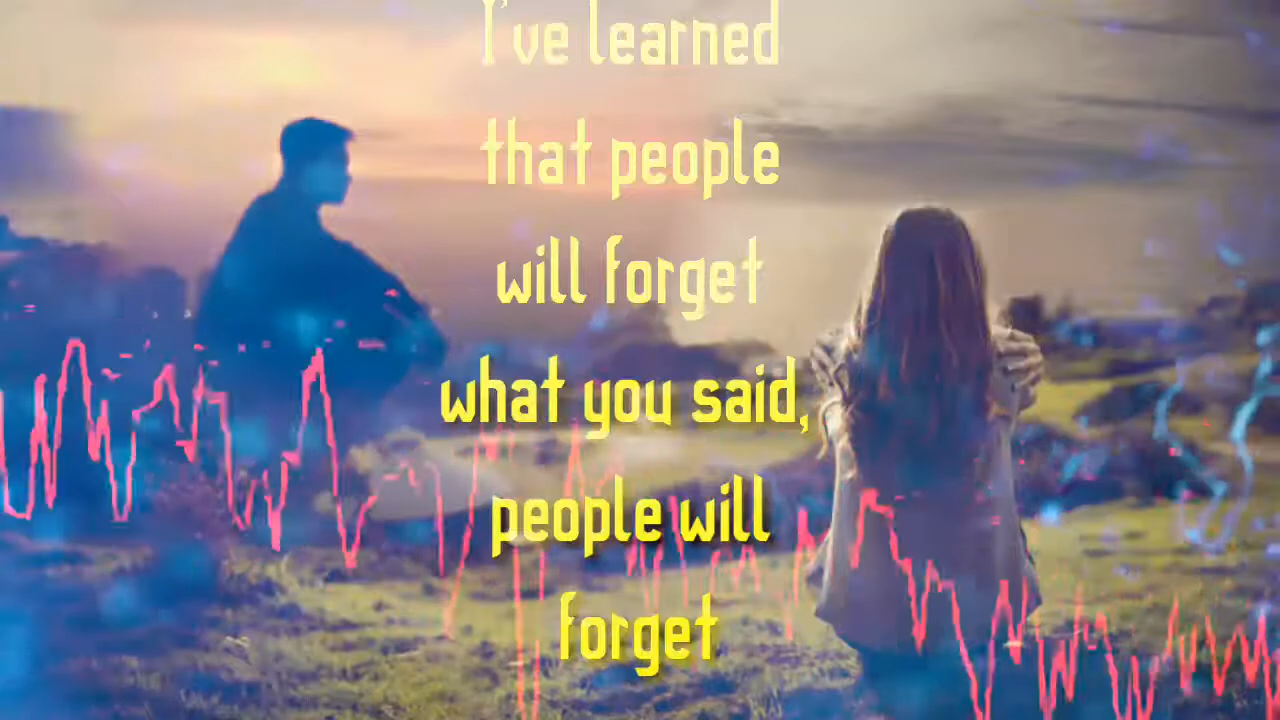 I've learned
that people
will forget
what you said,
people will
forget